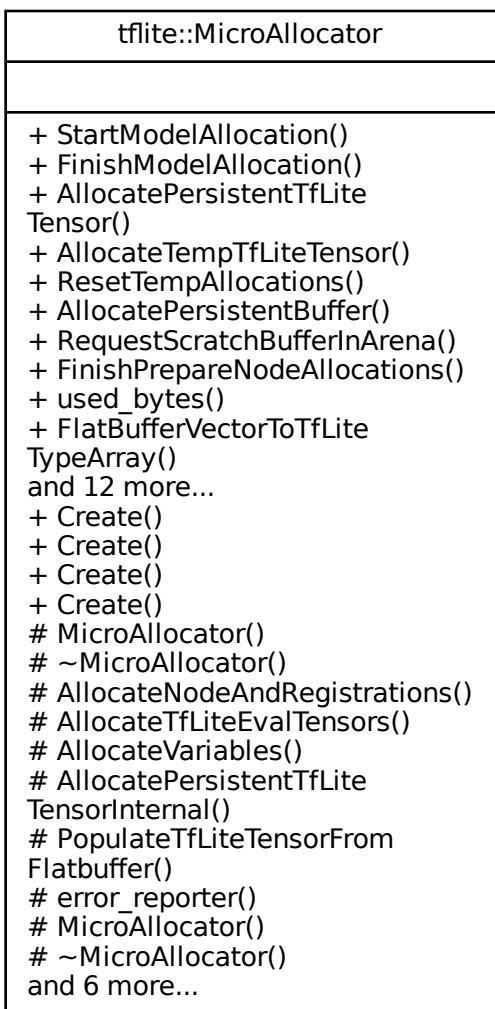 tflite::MicroAllocator
+ StartModelAllocation()
+ FinishModelAllocation()
+ AllocatePersistentTfLite
Tensor()
+ AllocateTempTfLiteTensor()
+ ResetTempAllocations()
+ AllocatePersistentBuffer()
+ RequestScratchBufferInArena()
+ FinishPrepareNodeAllocations()
+ used_bytes()
+ FlatBufferVectorToTfLite
TypeArray()
and 12 more...
+ Create()
+ Create()
+ Create()
+ Create()
# MicroAllocator()
# ~MicroAllocator()
# AllocateNodeAndRegistrations()
# AllocateTfLiteEvalTensors()
# AllocateVariables()
# AllocatePersistentTfLite
TensorInternal()
# PopulateTfLiteTensorFrom
Flatbuffer()
# error_reporter()
# MicroAllocator()
# ~MicroAllocator()
and 6 more...